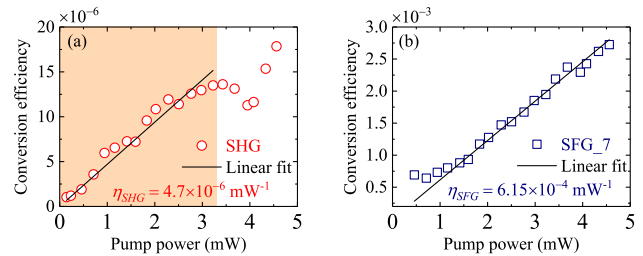 ×10⁻⁶
(a)
Conversion efficiency
20
15
10
5
0
SHG
Linear fit
η_SHG = 4.7×10⁻⁶ mW⁻¹
0 1 2 3 4 5
Pump power (mW)
×10⁻³
(b)
Conversion efficiency
3.0
2.5
2.0
1.5
1.0
0.5
SFG_7
Linear fit
η_SFG = 6.15×10⁻⁴ mW⁻¹
0 1 2 3 4 5
Pump power (mW)